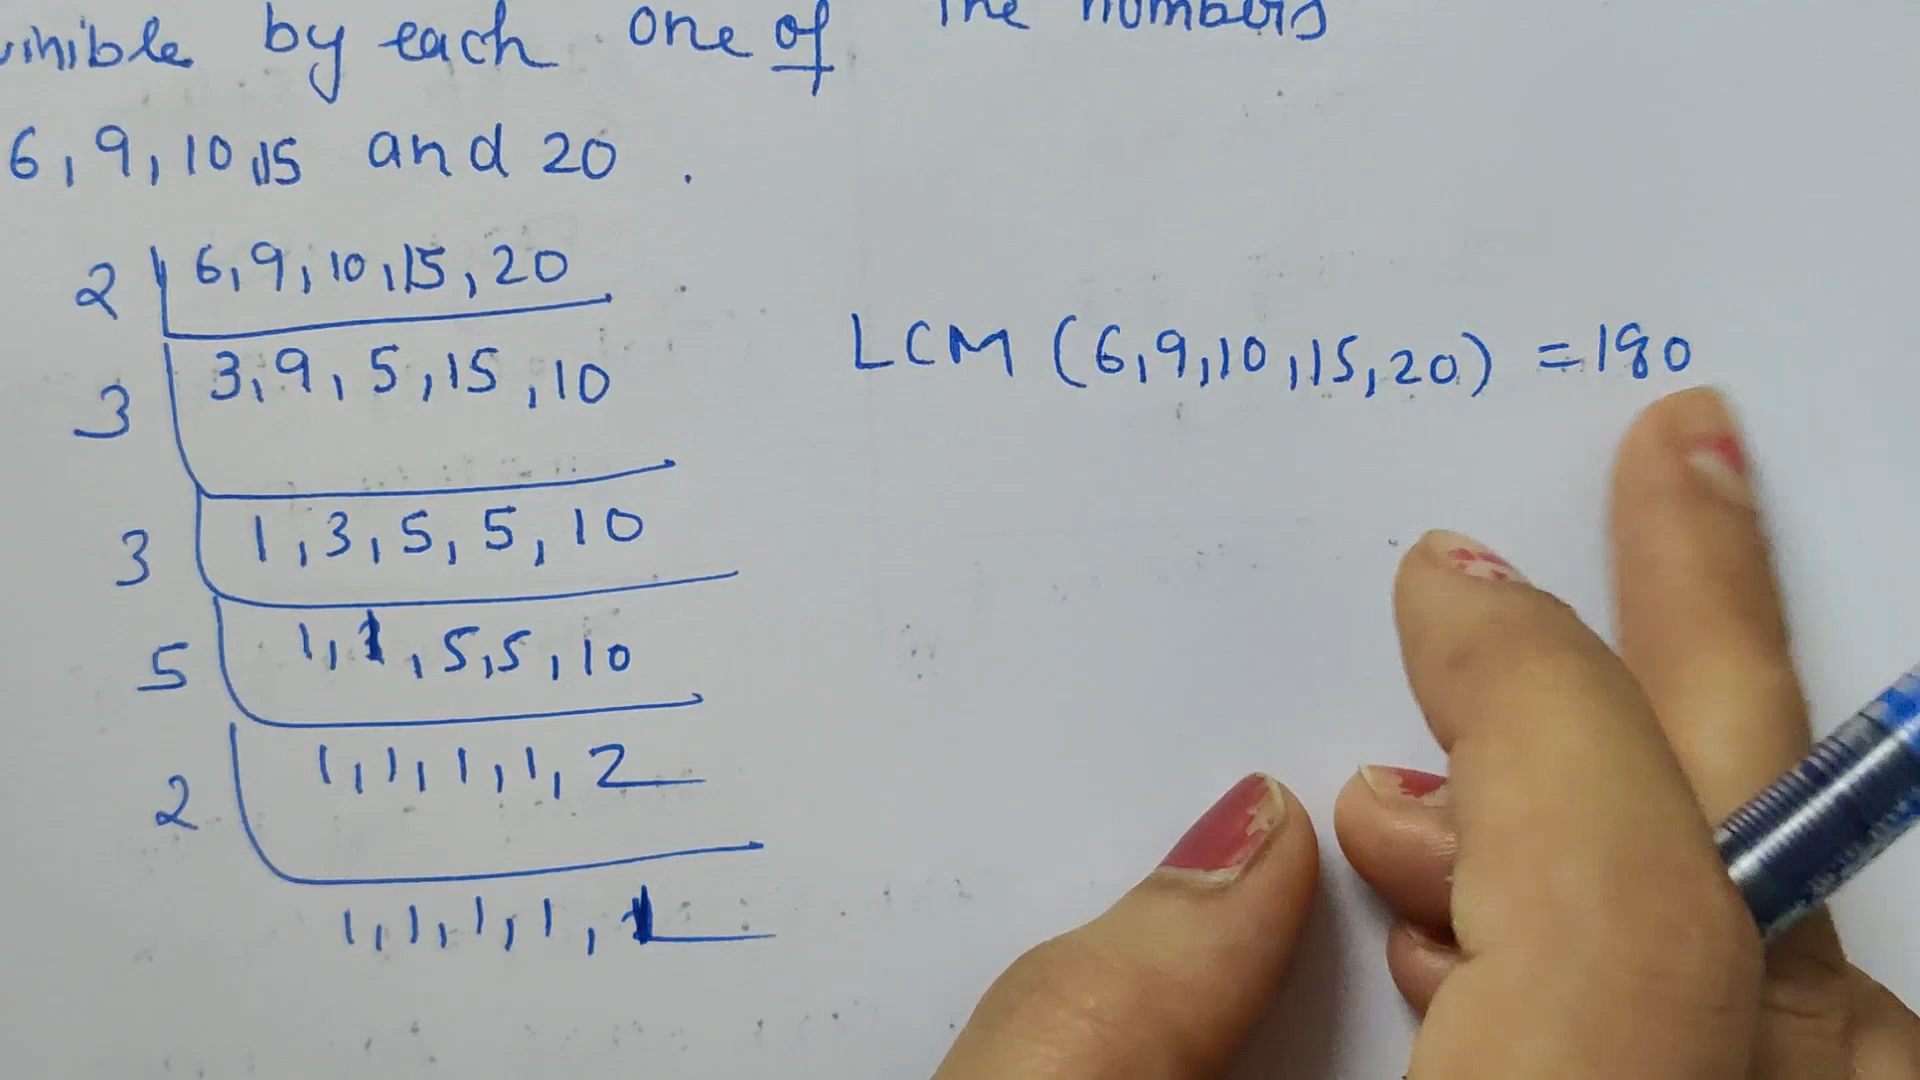 by each one of the numbers
6, 9, 10, 15 and 20 .
2 6, 9, 10, 15, 20
3 3, 9, 5, 15, 10
3 1, 3, 5, 5, 10
5 1, 1, 5, 5, 10
2 1, 1, 1, 1, 2
1, 1, 1, 1, 1
LCM (6, 9, 10, 15, 20) = 180